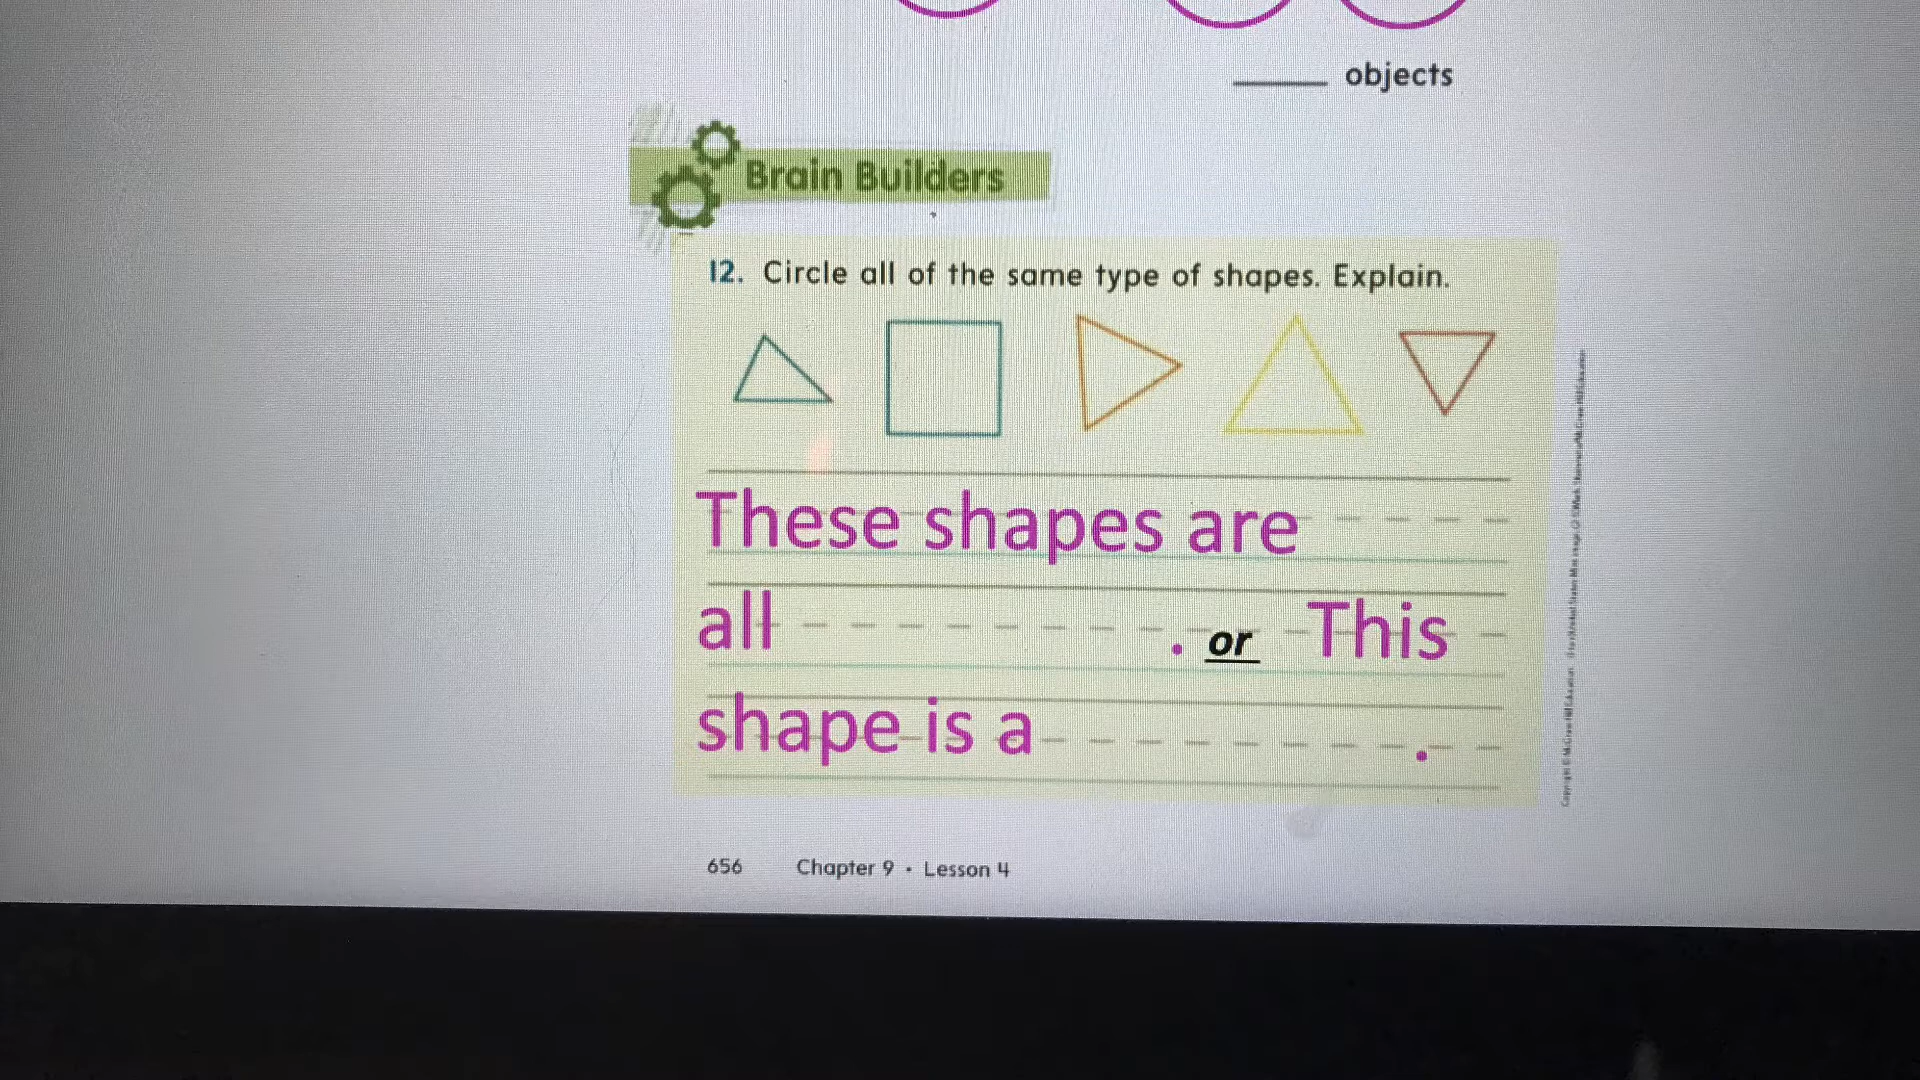 objects
Brain Builders
12. Circle all of the same type of shapes. Explain.
These shapes are
all . or This
shape is a .
656 Chapter 9 • Lesson 4